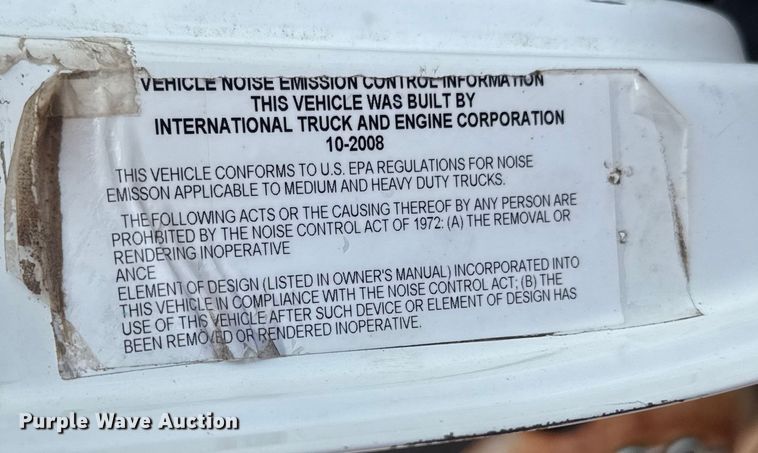 VEHICLE NOISE EMISSION CONTROL INFORMATION
THIS VEHICLE WAS BUILT BY
INTERNATIONAL TRUCK AND ENGINE CORPORATION
10-2008
THIS VEHICLE CONFORMS TO U.S. EPA REGULATIONS FOR NOISE
EMISSON APPLICABLE TO MEDIUM AND HEAVY DUTY TRUCKS.
THE FOLLOWING ACTS OR THE CAUSING THEREOF BY ANY PERSON ARE
PROHIBITED BY THE NOISE CONTROL ACT OF 1972: (A) THE REMOVAL OR
RENDERING INOPERATIVE
ANCE
ELEMENT OF DESIGN (LISTED IN OWNER'S MANUAL) INCORPORATED INTO
THIS VEHICLE IN COMPLIANCE WITH THE NOISE CONTROL ACT; (B) THE
USE OF THIS VEHICLE AFTER SUCH DEVICE OR ELEMENT OF DESIGN HAS
BEEN REMOVED OR RENDERED INOPERATIVE.
Purple Wave Auction